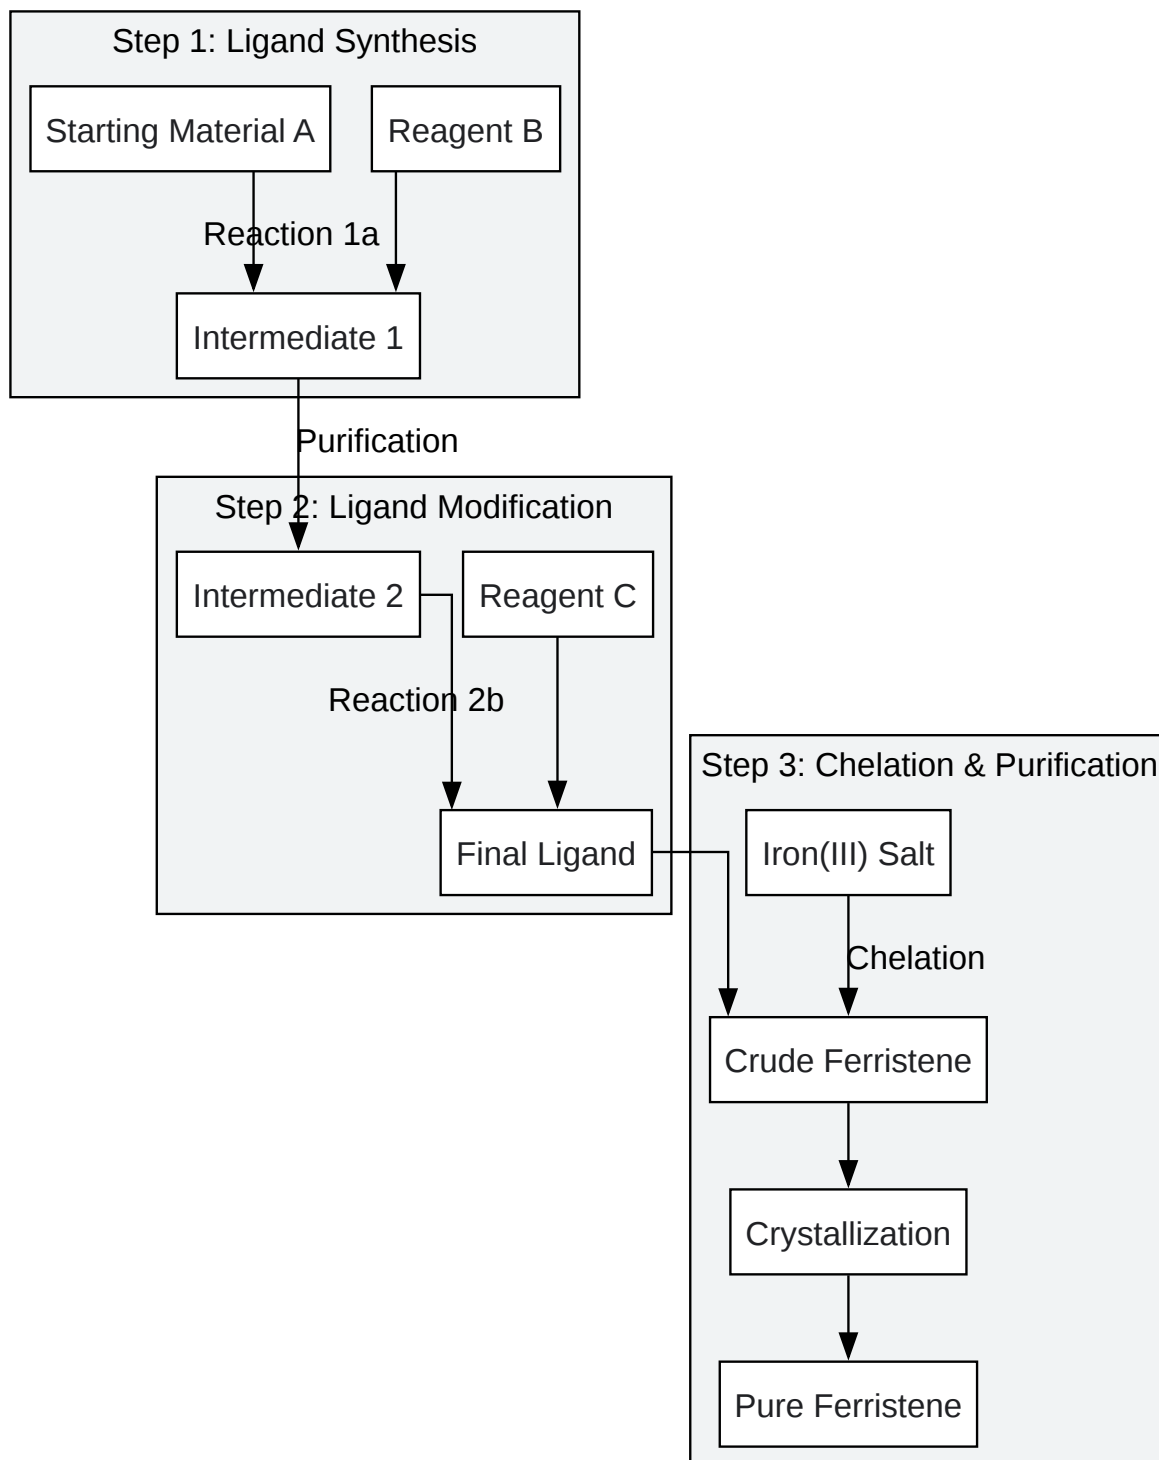 Step 1: Ligand Synthesis
Starting Material A
Reagent B
Reaction 1a
Intermediate 1
Purification
Step 2: Ligand Modification
Intermediate 2
Reagent C
Reaction 2b
Final Ligand
Step 3: Chelation & Purification
Iron(III) Salt
Chelation
Crude Ferristene
Crystallization
Pure Ferristene